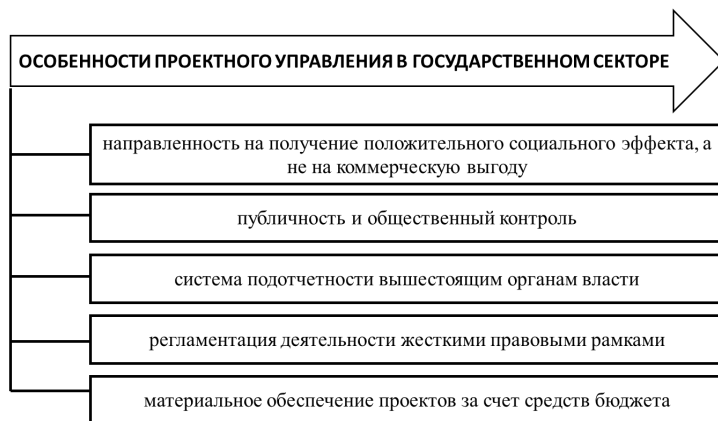 ОСОБЕННОСТИ ПРОЕКТНОГО УПРАВЛЕНИЯ В ГОСУДАРСТВЕННОМ СЕКТОРЕ
направленность на получение положительного социального эффекта, а
не на коммерческую выгоду
публичность и общественный контроль
система подотчетности вышестоящим органам власти
регламентация деятельности жесткими правовыми рамками
материальное обеспечение проектов за счет средств бюджета